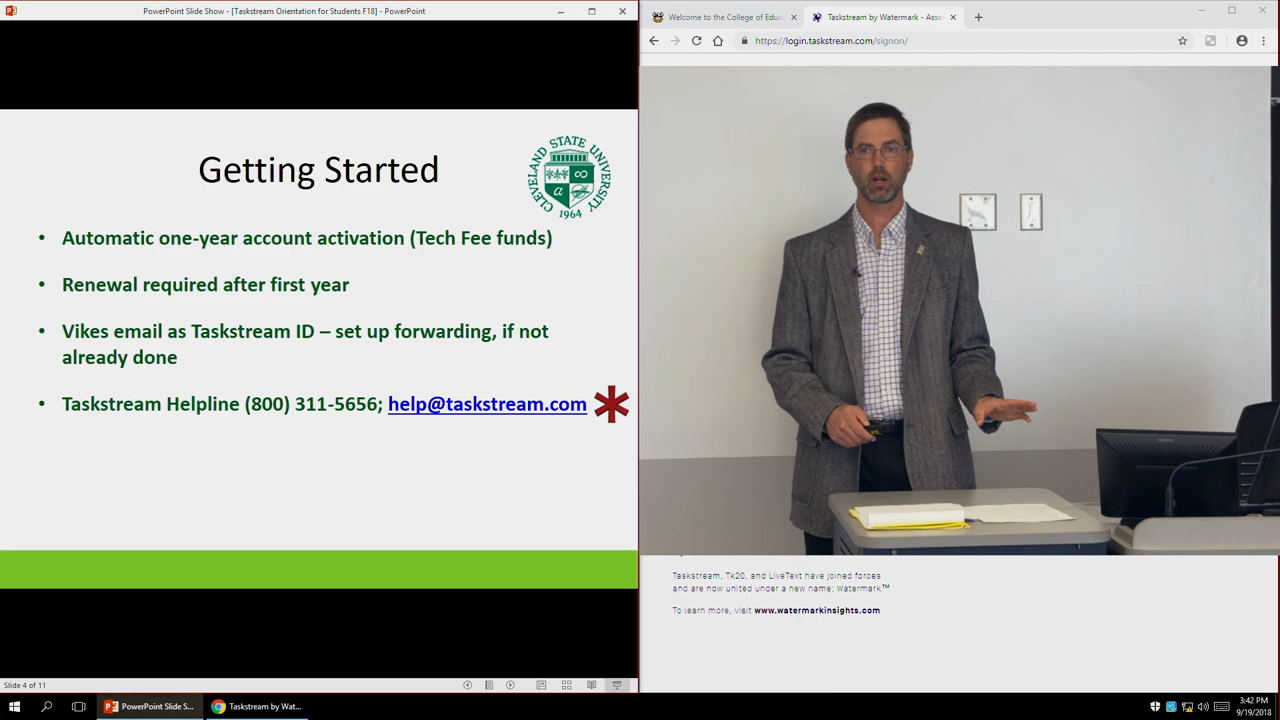 PowerPoint Slide Show - [Taskstream Orientation for Students F18] - PowerPoint
Getting Started
CLEVELAND STATE UNIVERSITY
1964
• Automatic one-year account activation (Tech Fee funds)
• Renewal required after first year
• Vikes email as Taskstream ID – set up forwarding, if not
already done
• Taskstream Helpline (800) 311-5656; help@taskstream.com
Slide 4 of 11
Welcome to the College of Educ
Taskstream by Watermark - Asse
https://login.taskstream.com/signon/
Taskstream, Tk20, and LiveText have joined forces
and are now united under a new name: Watermark™
To learn more, visit www.watermarkinsights.com
PowerPoint Slide S...
Taskstream by Wat...
3:42 PM
9/19/2018